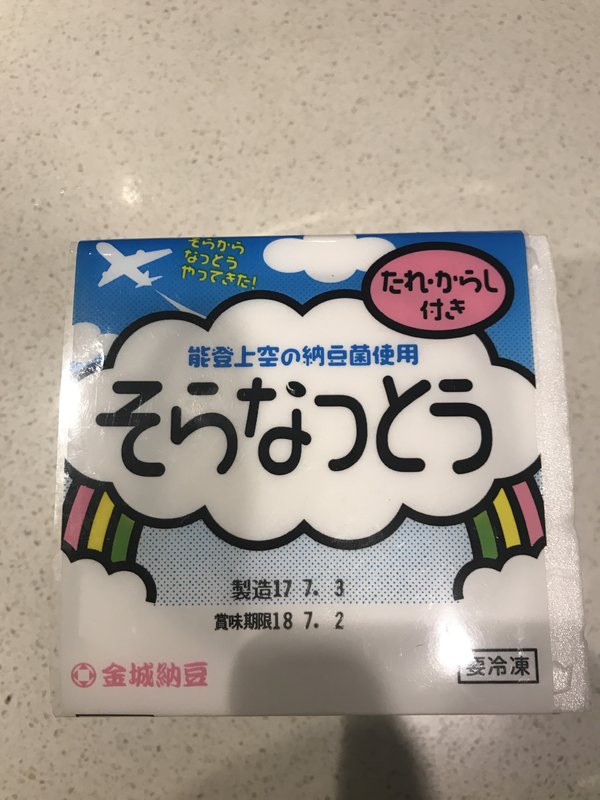 そらから
なっとう
やってきた!
たれ・からし
付き
能登上空の納豆菌使用
そらなっとう
製造17 7. 3
賞味期限18 7. 2
金城納豆
要冷凍